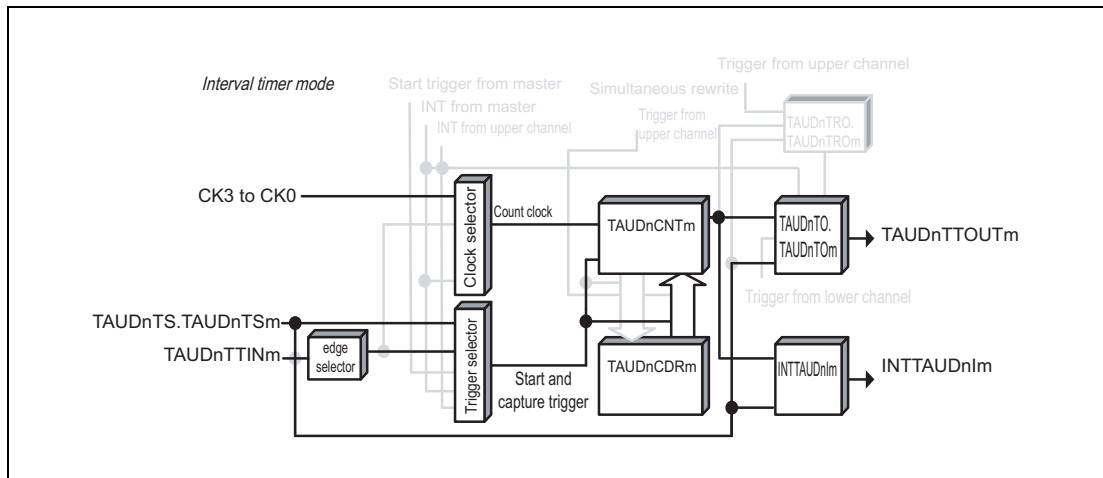 Interval timer mode
Start trigger from master
INT from master
INT from upper channel
Simultaneous rewrite
Trigger from
upper channel
Trigger from upper channel
TAUDnTRO.
TAUDnTROm
CK3 to CK0
Clock selector
Count clock
TAUDnCNTm
TAUDnTO.
TAUDnTOm
TAUDnTTOUTm
Trigger from lower channel
TAUDnTS.TAUDnTSm
TAUDnTTINm
edge
selector
Trigger selector
Start and
capture trigger
TAUDnCDRm
INTTAUDnIm
INTTAUDnIm